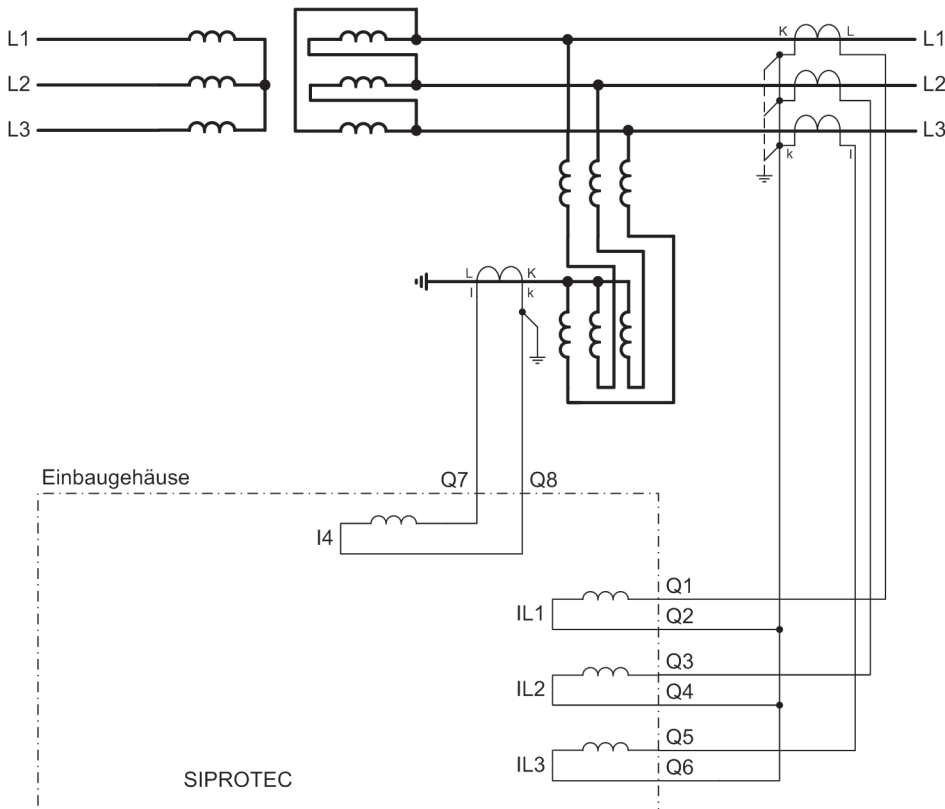 L1
K
L
L1
L2
L2
L3
L3
k
l
L
K
l
k
Einbaugehäuse
Q7
Q8
I4
Q1
IL1
Q2
Q3
IL2
Q4
Q5
IL3
Q6
SIPROTEC